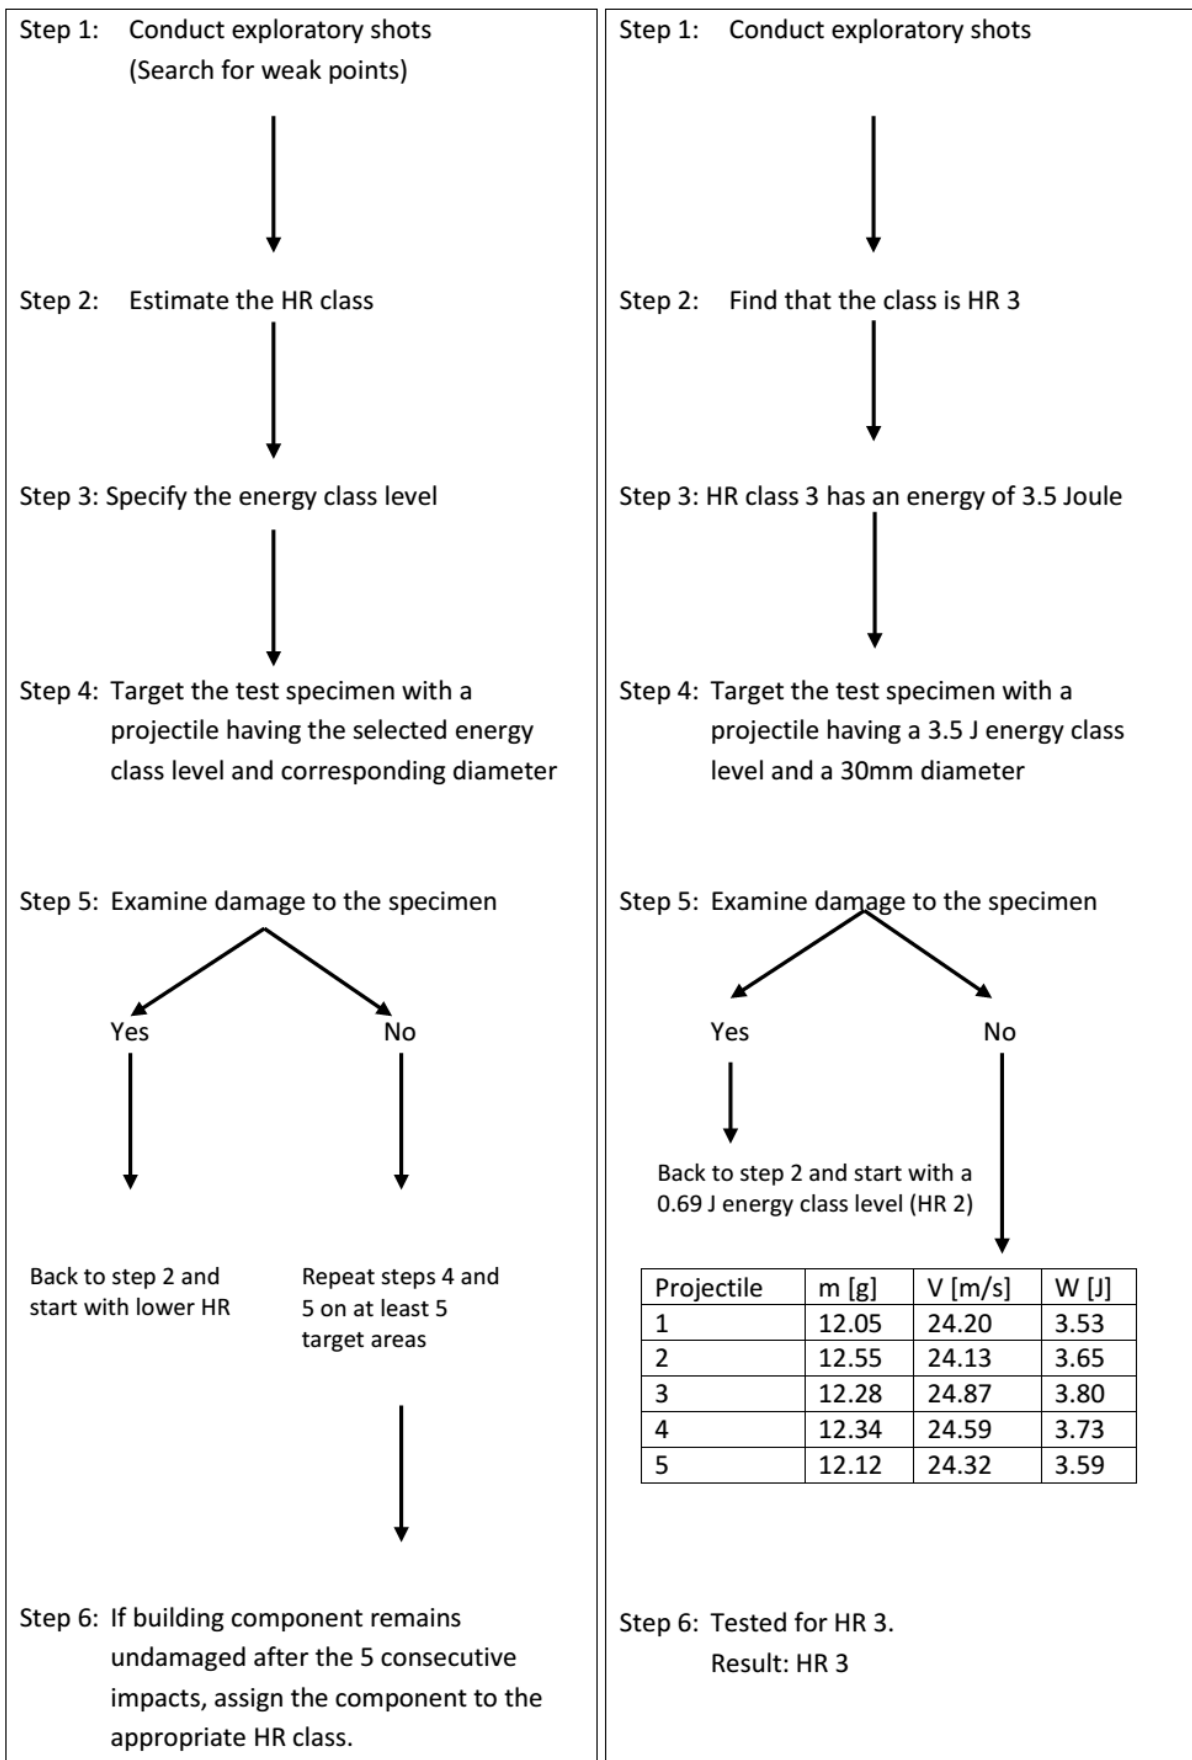 Step 1: Conduct exploratory shots
(Search for weak points)
Step 2: Estimate the HR class
Step 3: Specify the energy class level
Step 4: Target the test specimen with a
projectile having the selected energy
class level and corresponding diameter
Step 5: Examine damage to the specimen
Yes No
Back to step 2 and
start with lower HR
Repeat steps 4 and
5 on at least 5
target areas
Step 6: If building component remains
undamaged after the 5 consecutive
impacts, assign the component to the
appropriate HR class.
Step 1: Conduct exploratory shots
Step 2: Find that the class is HR 3
Step 3: HR class 3 has an energy of 3.5 Joule
Step 4: Target the test specimen with a
projectile having a 3.5 J energy class
level and a 30mm diameter
Step 5: Examine damage to the specimen
Yes No
Back to step 2 and start with a
0.69 J energy class level (HR 2)
Projectile m [g] V [m/s] W [J]
1 12.05 24.20 3.53
2 12.55 24.13 3.65
3 12.28 24.87 3.80
4 12.34 24.59 3.73
5 12.12 24.32 3.59
Step 6: Tested for HR 3.
Result: HR 3